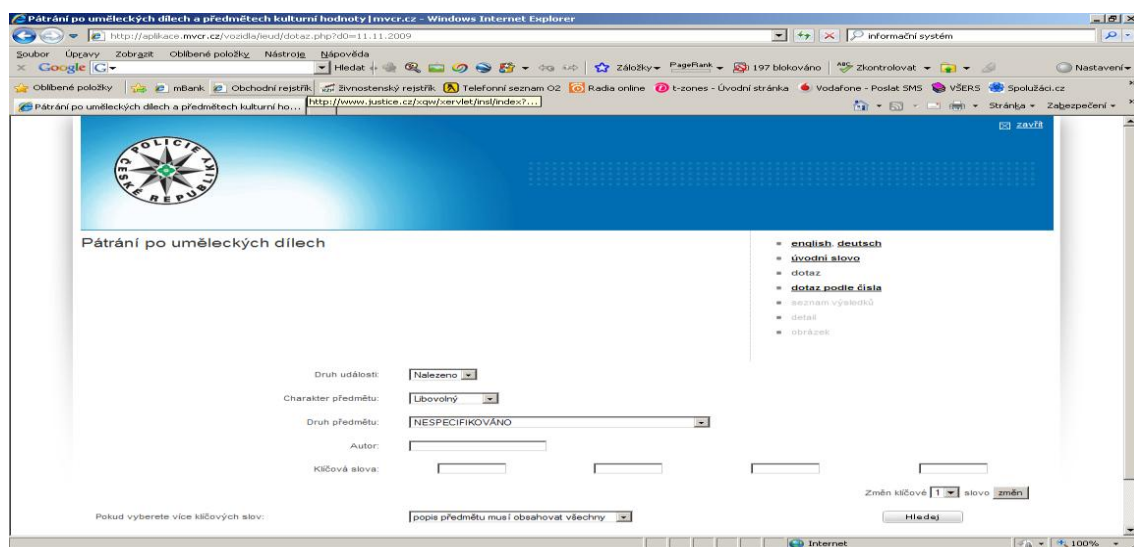 Pátrání po uměleckých dílech a předmětech kulturní hodnoty | mvcr.cz - Windows Internet Explorer
http://aplikace.mvcr.cz/vozidla/ieud/dotaz.php?d0=11.11.2009
informační systém
Soubor Úpravy Zobrazit Oblíbené položky Nástroje Nápověda
Google Hledat Záložky PageRank 197 blokováno Zkontrolovat Nastavení
Oblíbené položky mBank Obchodní rejstřík živnostenský rejstřík Telefonní seznam O2 Radia online t-zones - Úvodní stránka Vodafone - Poslat SMS VŠERS Spolužáci.cz
Pátrání po uměleckých dílech a předmětech kulturní ho... http://www.justice.cz/xqw/xervlet/insl/index?... Stránka Zabezpečení
zavřít
POLICIE ČESKÉ REPUBLIKY
Pátrání po uměleckých dílech
english, deutsch
úvodní slovo
dotaz
dotaz podle čísla
seznam výsledků
detail
obrázek
Druh události: Nalezeno
Charakter předmětu: Libovolný
Druh předmětu: NESPECIFIKOVÁNO
Autor:
Klíčová slova:
Změn klíčové 1 slovo změn
Pokud vyberete více klíčových slov: popis předmětu musí obsahovat všechny Hledej
Internet 100%